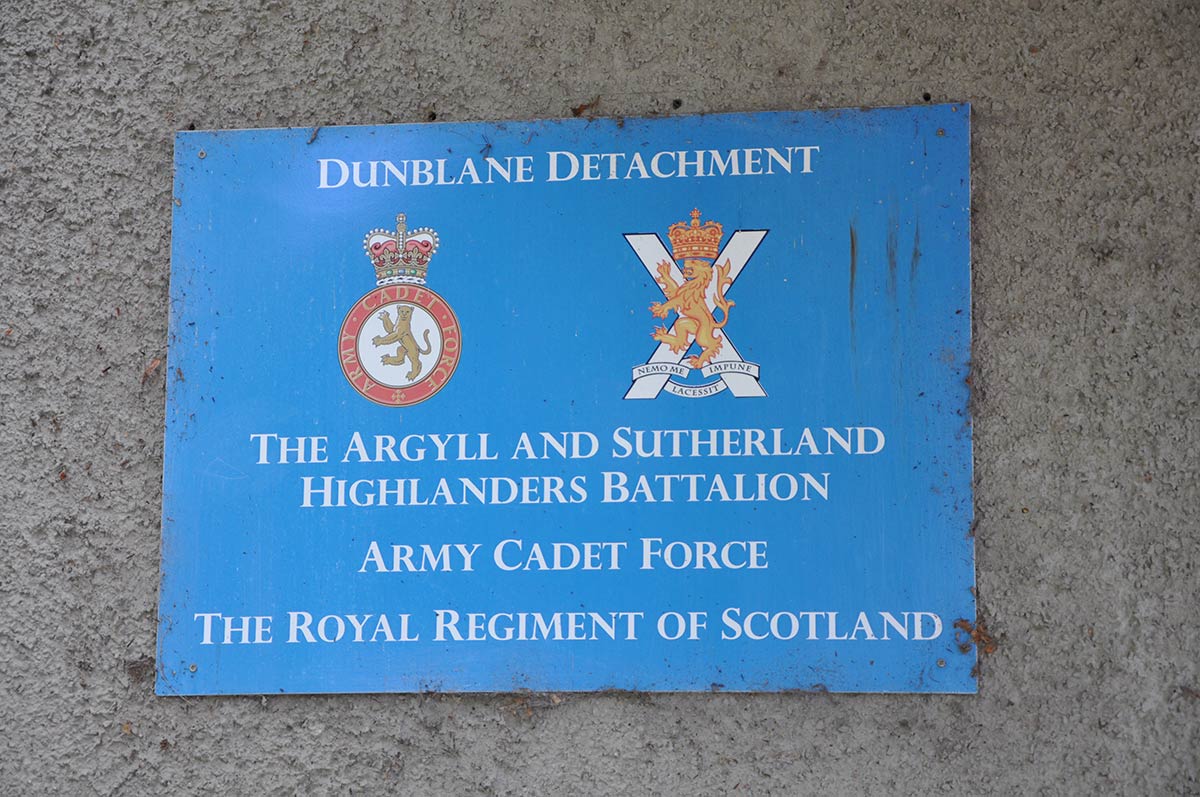 Dunblane Detachment
ARMY · CADET · FORCE
NEMO ME IMPUNE
LACESSIT
The Argyll and Sutherland
Highlanders Battalion
Army Cadet Force
The Royal Regiment of Scotland